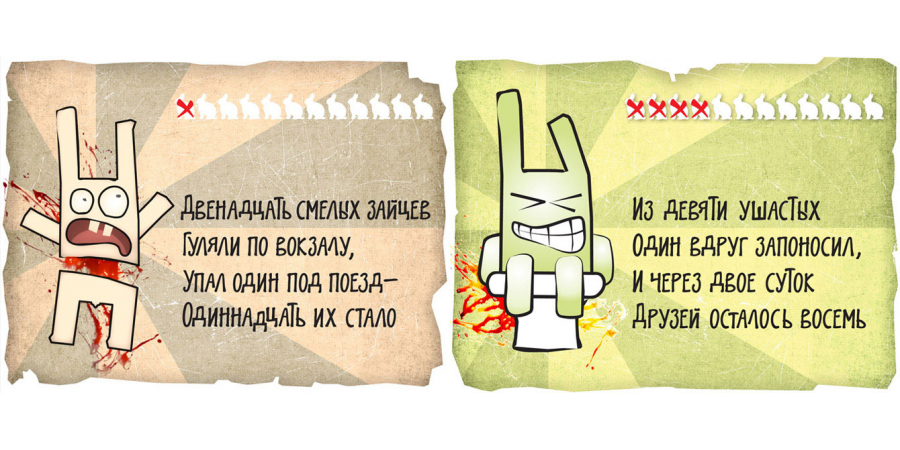 Двенадцать смелых зайцев
Гуляли по вокзалу,
Упал один под поезд–
Одиннадцать их стало
Из девяти ушастых
Один вдруг запоносил,
И через двое суток
Друзей осталось восемь